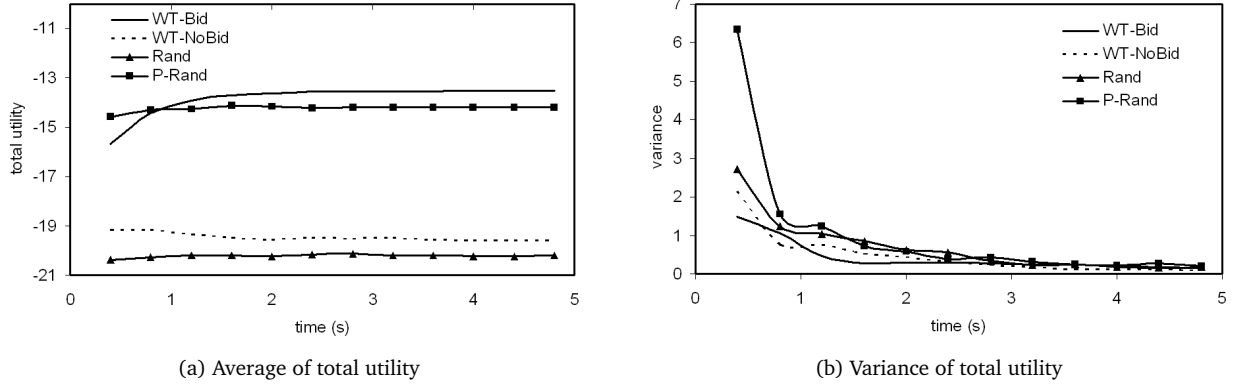 -11
-13
-15
-17
-19
-21
total utility
WT-Bid
WT-NoBid
Rand
P-Rand
0 1 2 3 4 5
time (s)
(a) Average of total utility
7
6
5
4
3
2
1
0
variance
WT-Bid
WT-NoBid
Rand
P-Rand
0 1 2 3 4 5
time (s)
(b) Variance of total utility